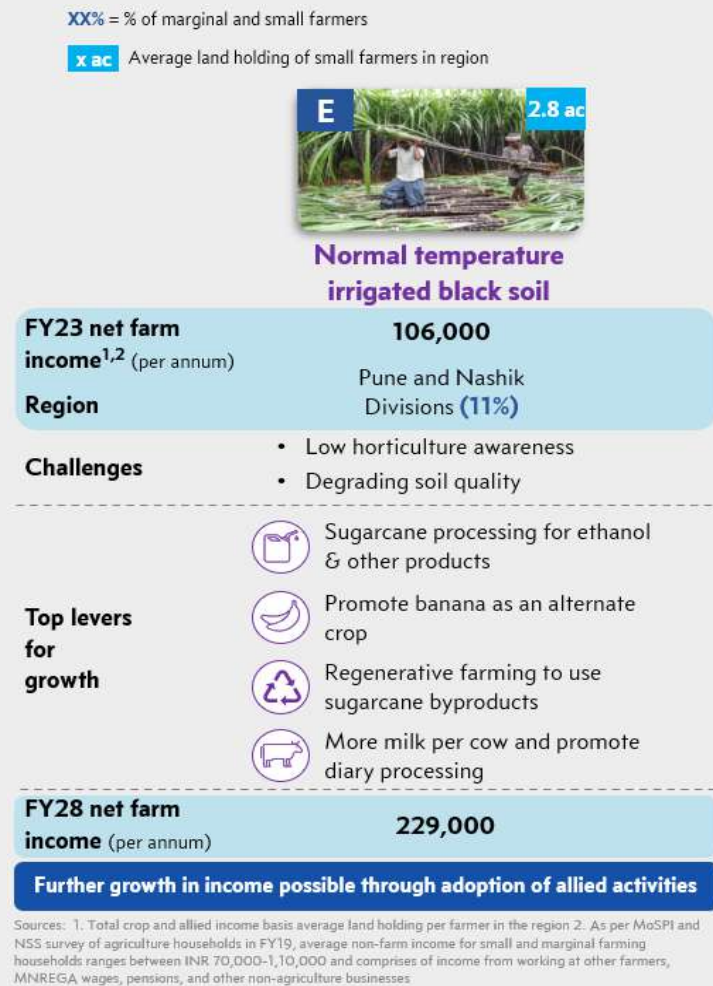 XX% = % of marginal and small farmers
x ac Average land holding of small farmers in region
E
2.8 ac
Normal temperature
irrigated black soil
FY23 net farm
income1,2 (per annum)
106,000
Region
Pune and Nashik
Divisions (11%)
Challenges
• Low horticulture awareness
• Degrading soil quality
Top levers
for
growth
Sugarcane processing for ethanol
& other products
Promote banana as an alternate
crop
Regenerative farming to use
sugarcane byproducts
More milk per cow and promote
diary processing
FY28 net farm
income (per annum)
229,000
Further growth in income possible through adoption of allied activities
Sources: 1. Total crop and allied income basis average land holding per farmer in the region 2. As per MoSPI and
NSS survey of agriculture households in FY19, average non-farm income for small and marginal farming
households ranges between INR 70,000-1,10,000 and comprises of income from working at other farmers,
MNREGA wages, pensions, and other non-agriculture businesses